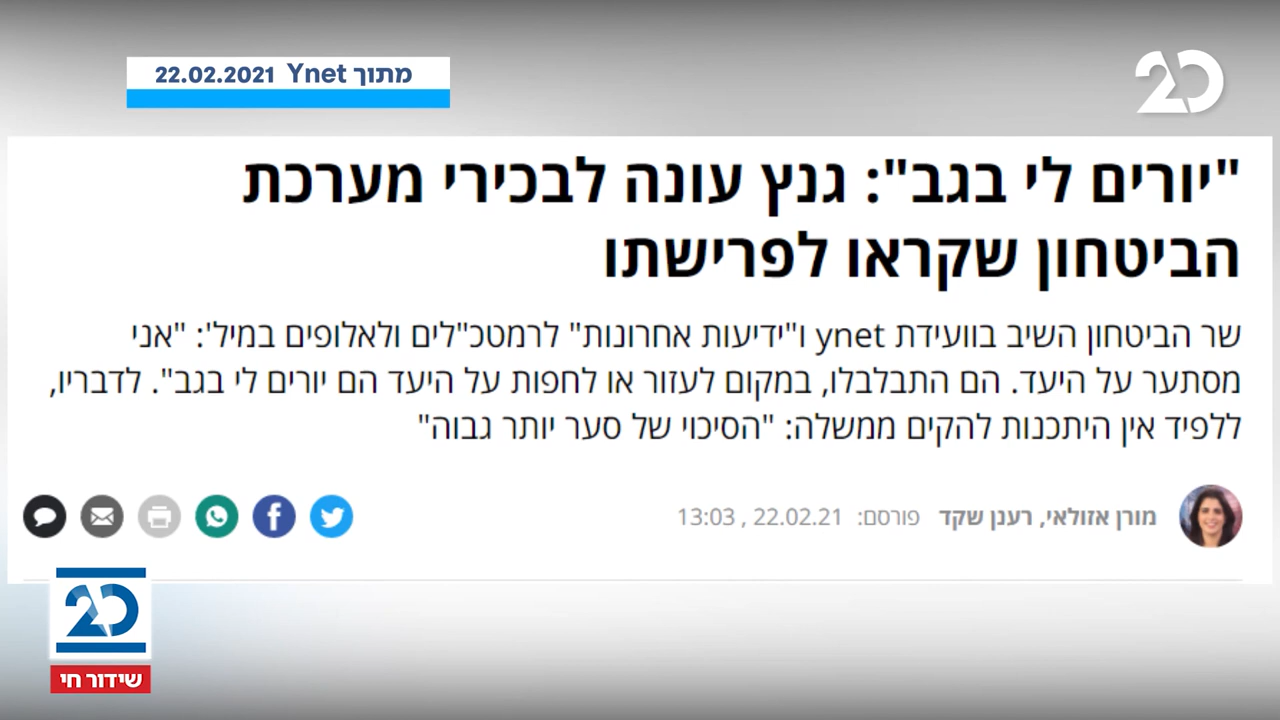 מתוך Ynet 22.02.2021
20
"יורים לי בגב": גנץ עונה לבכירי מערכת
הביטחון שקראו לפרישתו
שר הביטחון השיב בוועידת ynet ו"ידיעות אחרונות" לרמטכ"לים ולאלופים במיל': "אני
מסתער על היעד. הם התבלבלו, במקום לעזור או לחפות על היעד הם יורים לי בגב". לדבריו,
ללפיד אין היתכנות להקים ממשלה: "הסיכוי של סער יותר גבוה"
מורן אזולאי, רענן שקד פורסם: 22.02.21 , 13:03
20
שידור חי